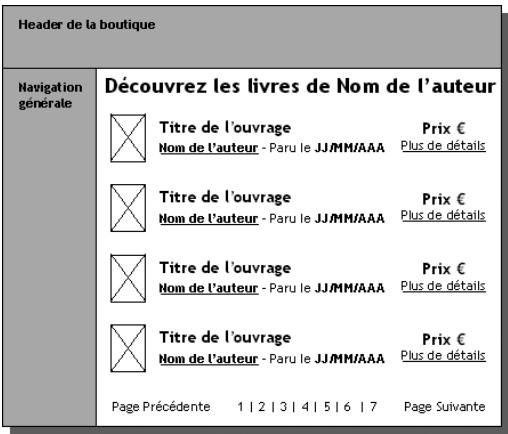 Header de la boutique
Navigation
générale
Découvrez les livres de Nom de l'auteur
Titre de l'ouvrage
Prix €
Nom de l'auteur - Paru le JJ/MM/AAA
Plus de détails
Titre de l'ouvrage
Prix €
Nom de l'auteur - Paru le JJ/MM/AAA
Plus de détails
Titre de l'ouvrage
Prix €
Nom de l'auteur - Paru le JJ/MM/AAA
Plus de détails
Titre de l'ouvrage
Prix €
Nom de l'auteur - Paru le JJ/MM/AAA
Plus de détails
Page Précédente 1 | 2 | 3 | 4 | 5 | 6 | 7 Page Suivante